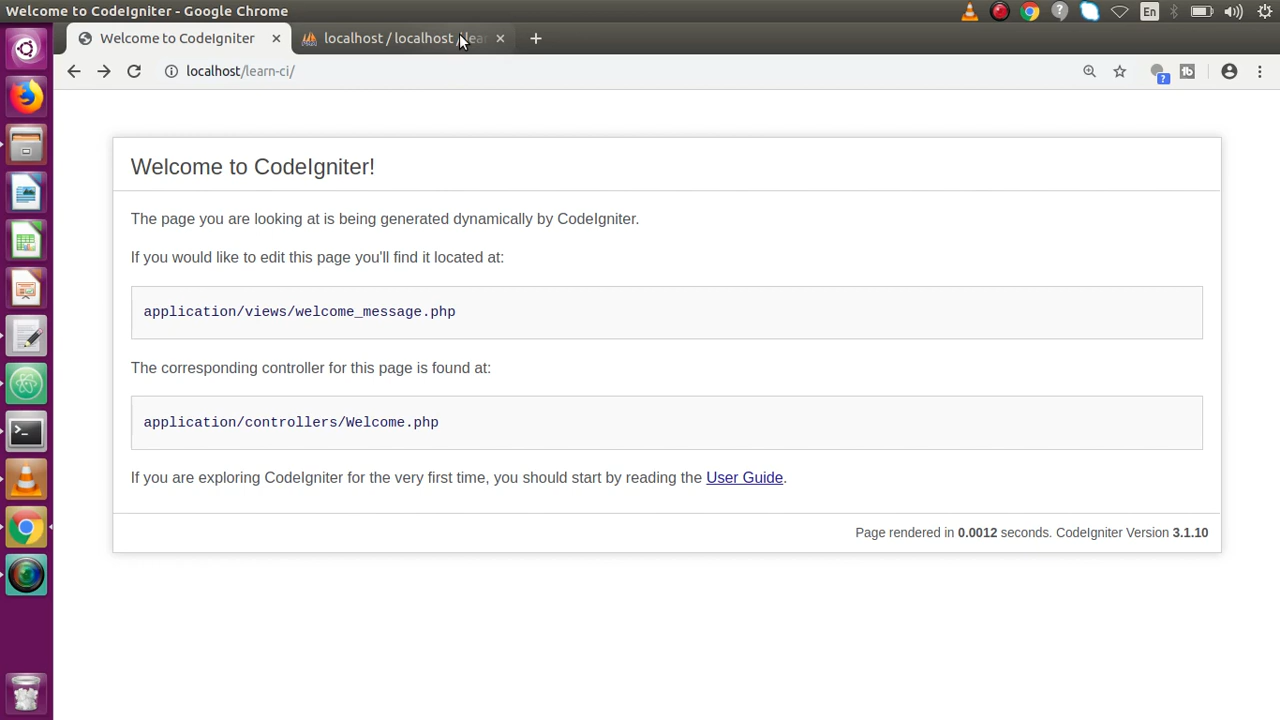 Welcome to CodeIgniter - Google Chrome
En
Welcome to CodeIgniter
localhost / localhost
localhost/learn-ci/
Welcome to CodeIgniter!
The page you are looking at is being generated dynamically by CodeIgniter.
If you would like to edit this page you'll find it located at:
application/views/welcome_message.php
The corresponding controller for this page is found at:
application/controllers/Welcome.php
If you are exploring CodeIgniter for the very first time, you should start by reading the User Guide.
Page rendered in 0.0012 seconds. CodeIgniter Version 3.1.10